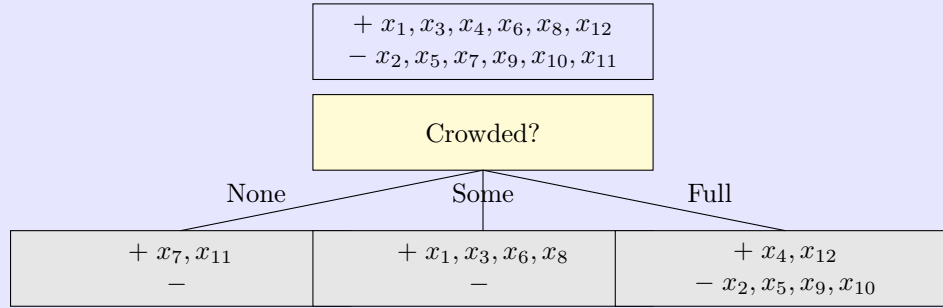 + x₁, x₃, x₄, x₆, x₈, x₁₂
− x₂, x₅, x₇, x₉, x₁₀, x₁₁
Crowded?
None Some Full
+ x₇, x₁₁ + x₁, x₃, x₆, x₈ + x₄, x₁₂
− − − x₂, x₅, x₉, x₁₀